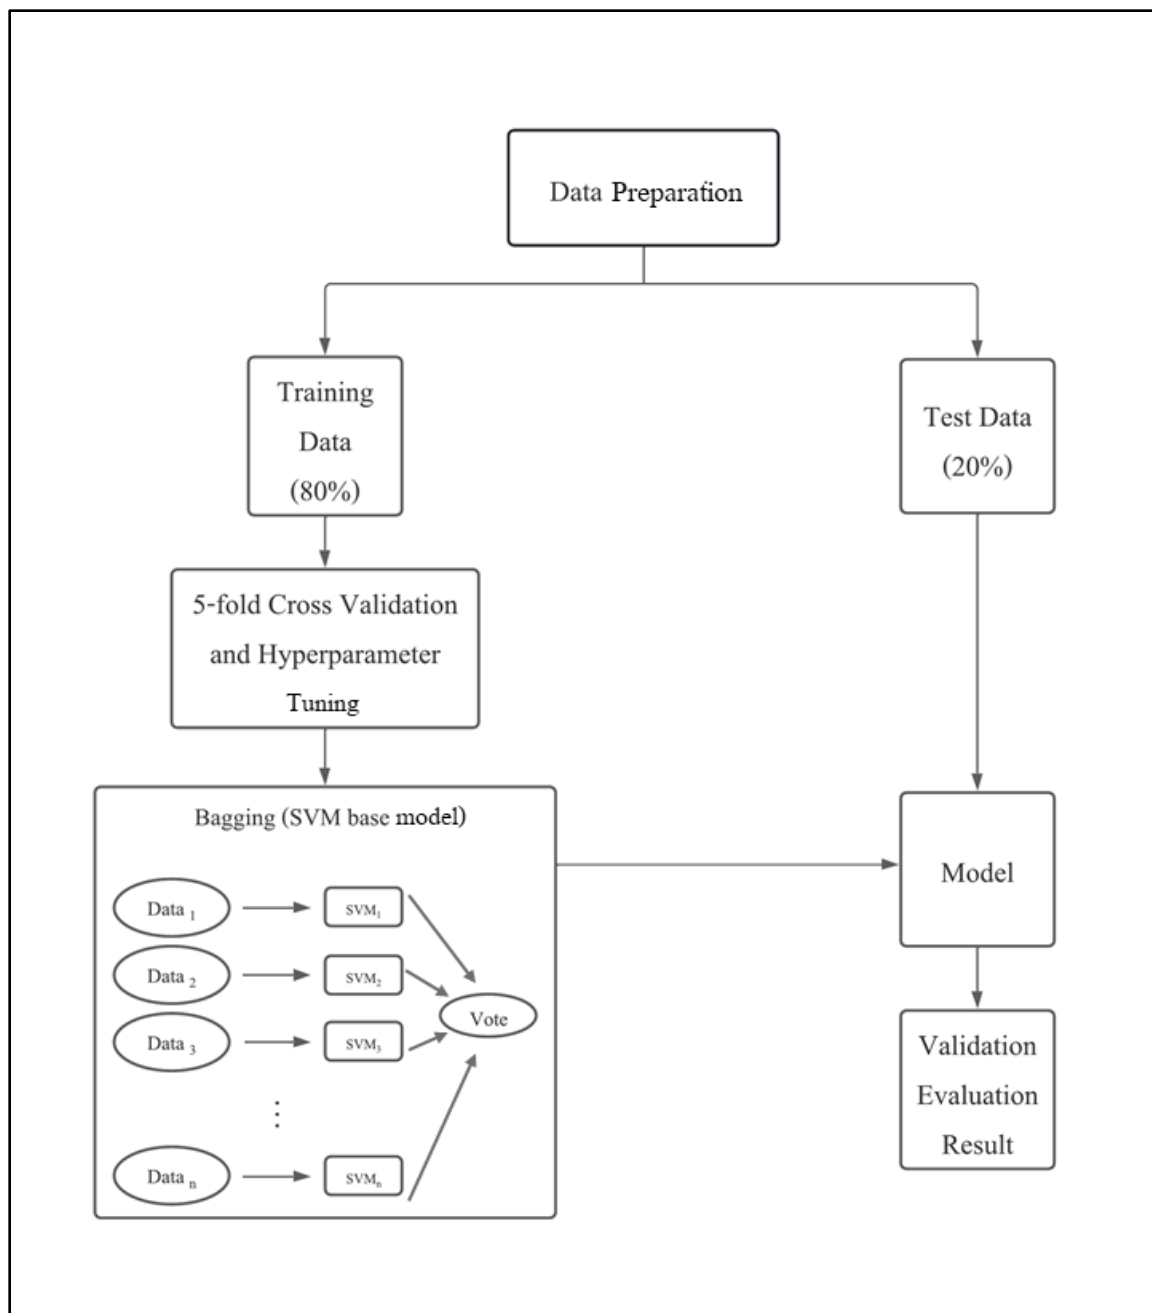 Data Preparation
Training
Data
(80%)
Test Data
(20%)
5-fold Cross Validation
and Hyperparameter
Tuning
Bagging (SVM base model)
Data 1
SVM1
Data 2
SVM2
Vote
Data 3
SVM3
⋮
Data n
SVMn
Model
Validation
Evaluation
Result